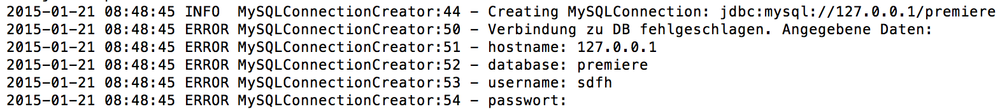 2015-01-21 08:48:45 INFO  MySQLConnectionCreator:44 - Creating MySQLConnection: jdbc:mysql://127.0.0.1/premiere
2015-01-21 08:48:45 ERROR MySQLConnectionCreator:50 - Verbindung zu DB fehlgeschlagen. Angegebene Daten:
2015-01-21 08:48:45 ERROR MySQLConnectionCreator:51 - hostname: 127.0.0.1
2015-01-21 08:48:45 ERROR MySQLConnectionCreator:52 - database: premiere
2015-01-21 08:48:45 ERROR MySQLConnectionCreator:53 - username: sdfh
2015-01-21 08:48:45 ERROR MySQLConnectionCreator:54 - passwort: